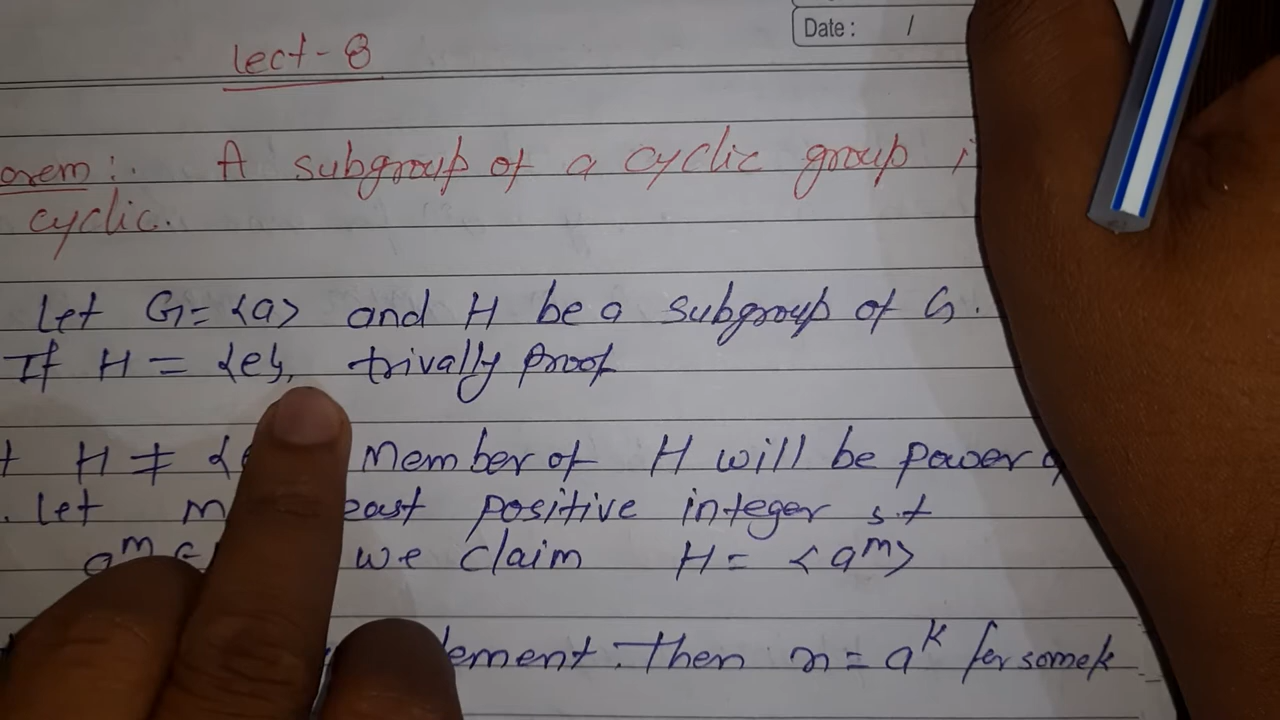 Date: /
Lect-8
orem:. A subgroup of a cyclic group
cyclic.
Let G=<a> and H be a subgroup of G.
If H = {e}, trivally proof
H ≠ { Member of H will be power
. Let m east positive integer s.t
a^m we claim H = <a^m>
lement. Then x = a^k for some k